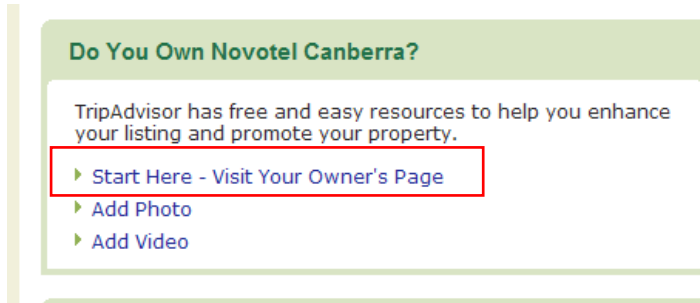 Do You Own Novotel Canberra?
TripAdvisor has free and easy resources to help you enhance
your listing and promote your property.
Start Here - Visit Your Owner's Page
Add Photo
Add Video